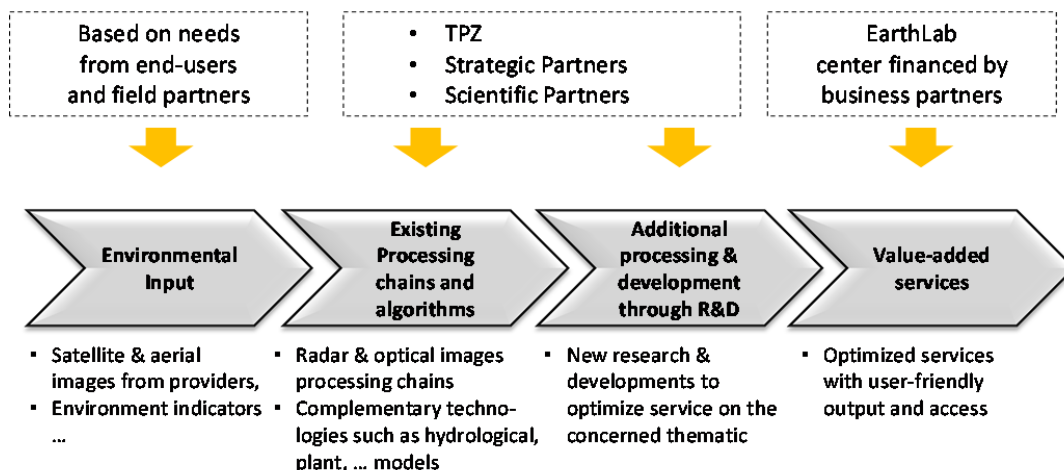 Based on needs
from end-users
and field partners
• TPZ
• Strategic Partners
• Scientific Partners
EarthLab
center financed by
business partners
Environmental
Input
Existing
Processing
chains and
algorithms
Additional
processing &
development
through R&D
Value-added
services
▪ Satellite & aerial
images from providers,
▪ Environment indicators
...
▪ Radar & optical images
processing chains
▪ Complementary techno-
logies such as hydrological,
plant, ... models
▪ New research &
developments to
optimize service on the
concerned thematic
▪ Optimized services
with user-friendly
output and access